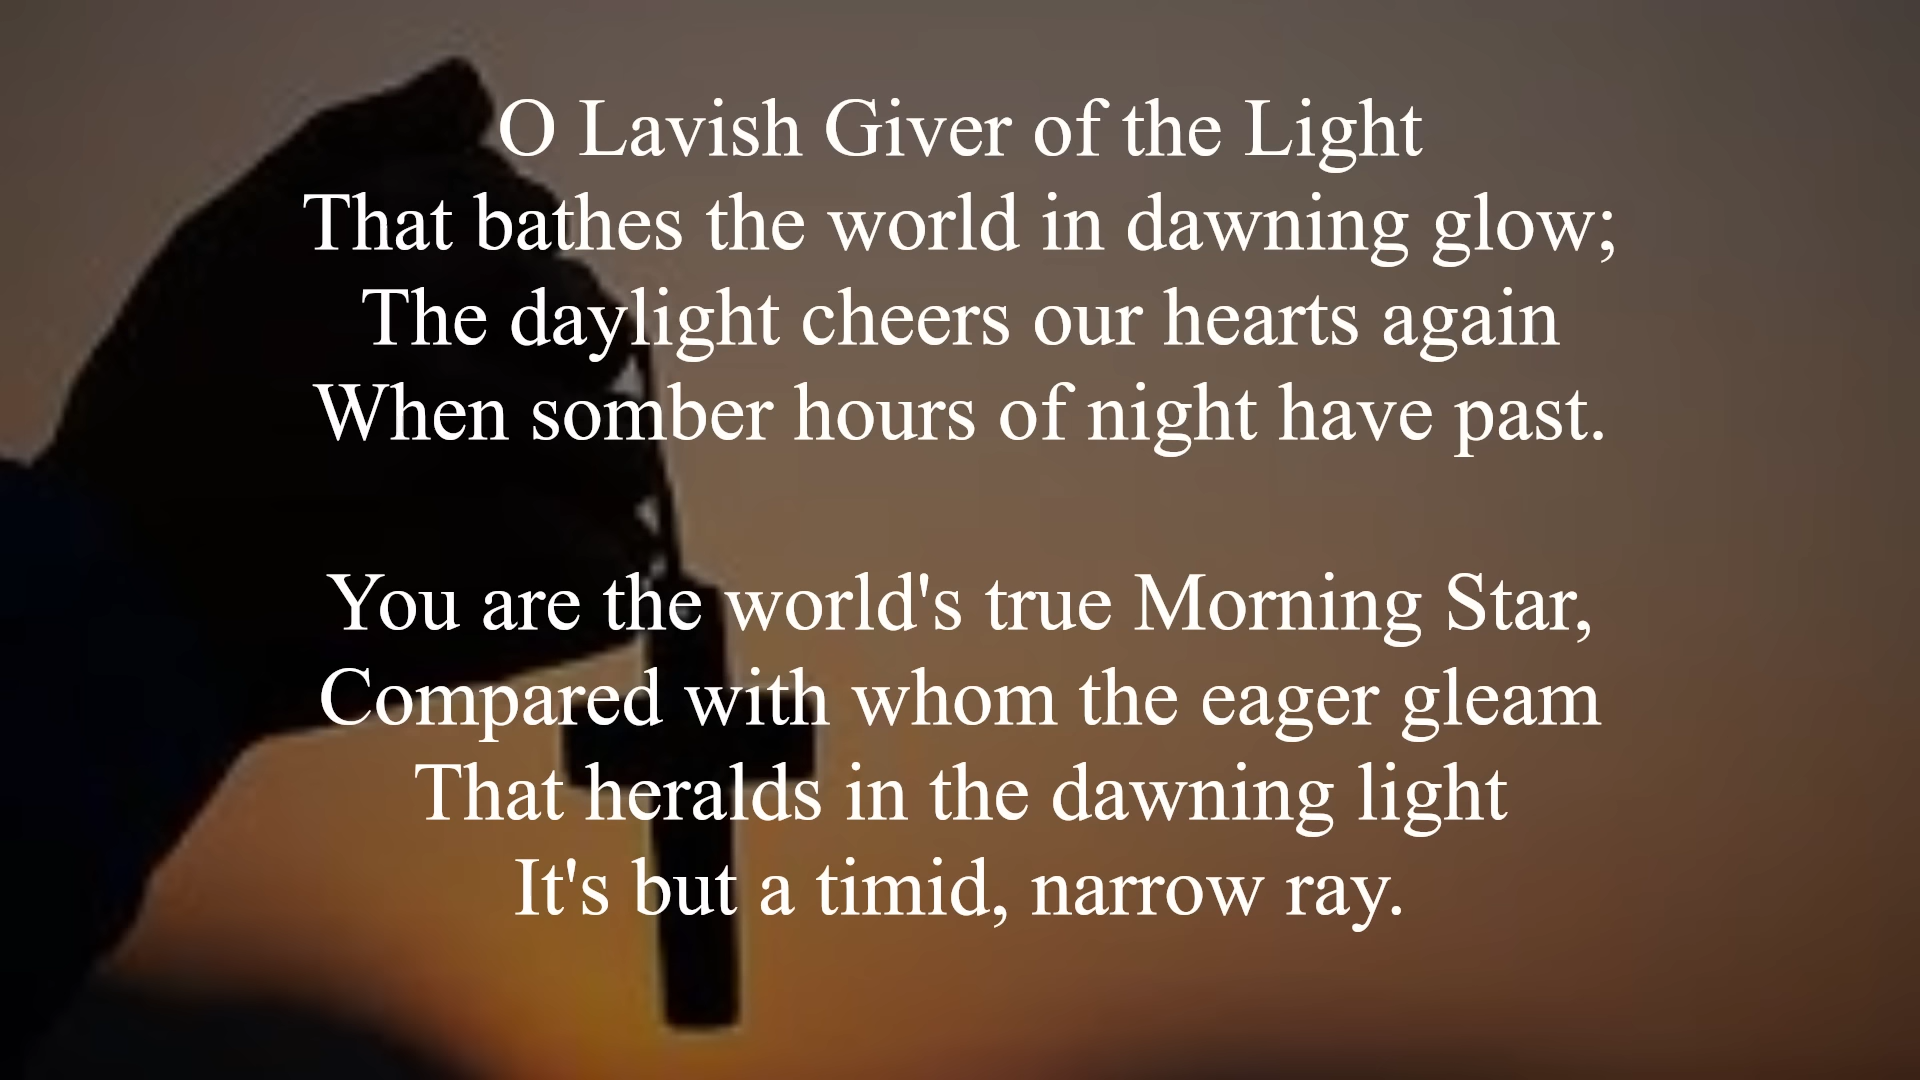 O Lavish Giver of the Light
That bathes the world in dawning glow;
The daylight cheers our hearts again
When somber hours of night have past.
You are the world's true Morning Star,
Compared with whom the eager gleam
That heralds in the dawning light
It's but a timid, narrow ray.